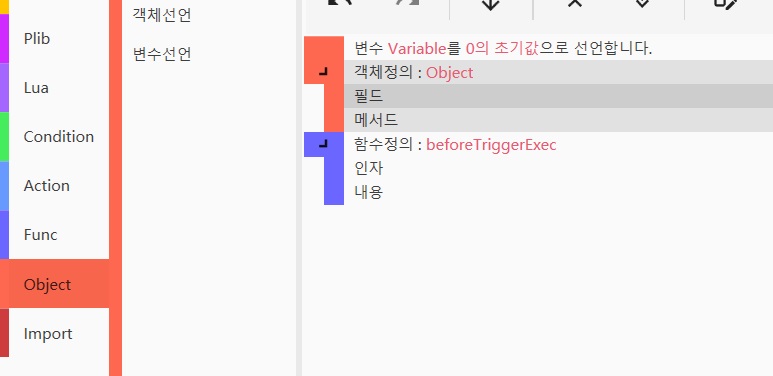 Plib
Lua
Condition
Action
Func
Object
Import
객체선언
변수선언
변수 Variable를 0의 초기값으로 선언합니다.
객체정의 : Object
필드
메서드
함수정의 : beforeTriggerExec
인자
내용